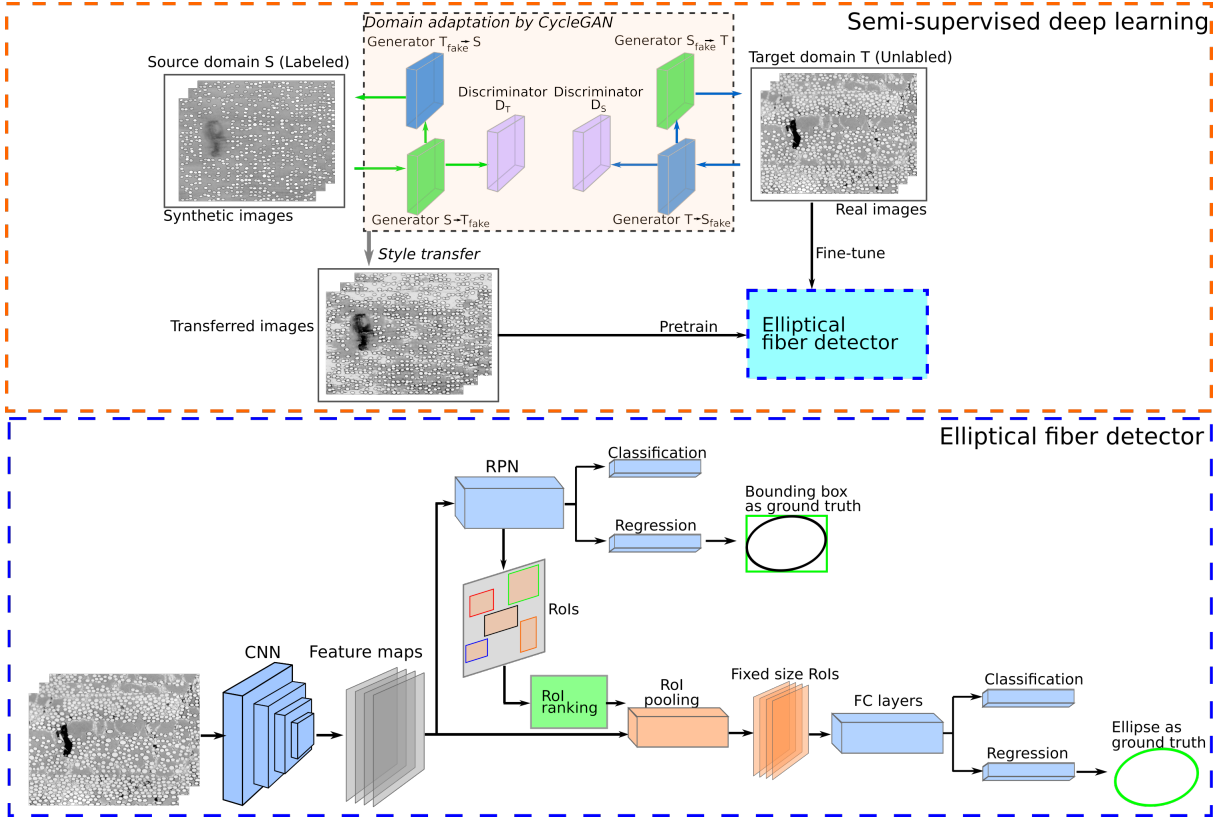 Semi-supervised deep learning
Domain adaptation by CycleGAN
Generator T_fake→S
Generator S_fake→T
Source domain S (Labeled)
Target domain T (Unlabled)
Discriminator
D_T
Discriminator
D_S
Synthetic images
Generator S→T_fake
Generator T→S_fake
Real images
Style transfer
Fine-tune
Transferred images
Pretrain
Elliptical
fiber detector
Elliptical fiber detector
RPN
Classification
Regression
Bounding box
as ground truth
RoIs
CNN
Feature maps
RoI
ranking
RoI
pooling
Fixed size RoIs
FC layers
Classification
Regression
Ellipse as
ground truth